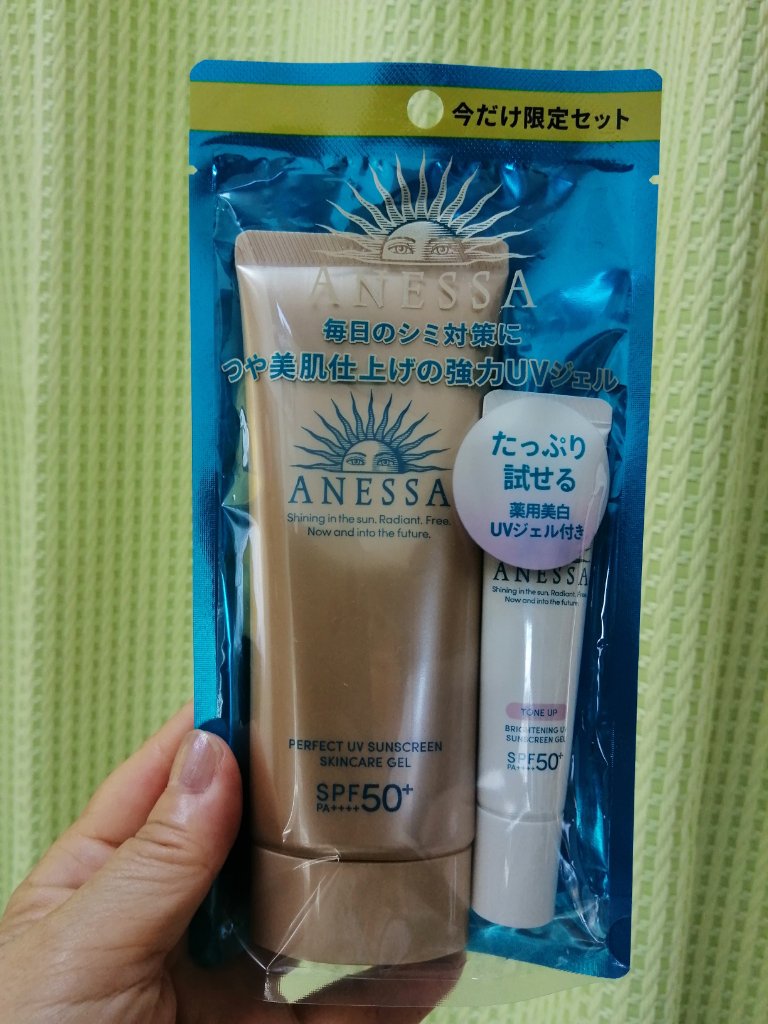 今だけ限定セット
ANESSA
毎日のシミ対策に
つや美肌仕上げの強力UVジェル
ANESSA
Shining in the sun. Radiant. Free.
Now and into the future.
PERFECT UV SUNSCREEN
SKINCARE GEL
SPF50+
PA++++
たっぷり
試せる
薬用美白
UVジェル付き
ANESSA
Shining in the sun. Radiant. Free.
Now and into the future.
TONE UP
BRIGHTENING UV
SUNSCREEN GEL
SPF50+
PA++++